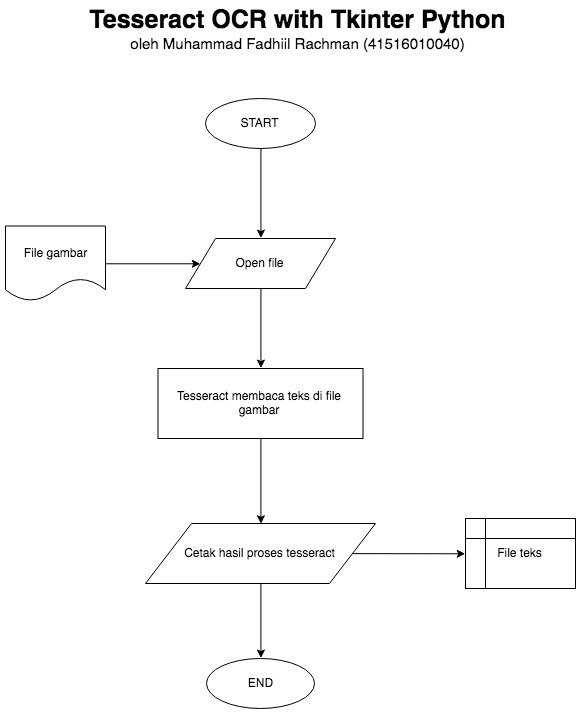 Tesseract OCR with Tkinter Python
oleh Muhammad Fadhiil Rachman (41516010040)
START
File gambar
Open file
Tesseract membaca teks di file
gambar
Cetak hasil proses tesseract
File teks
END